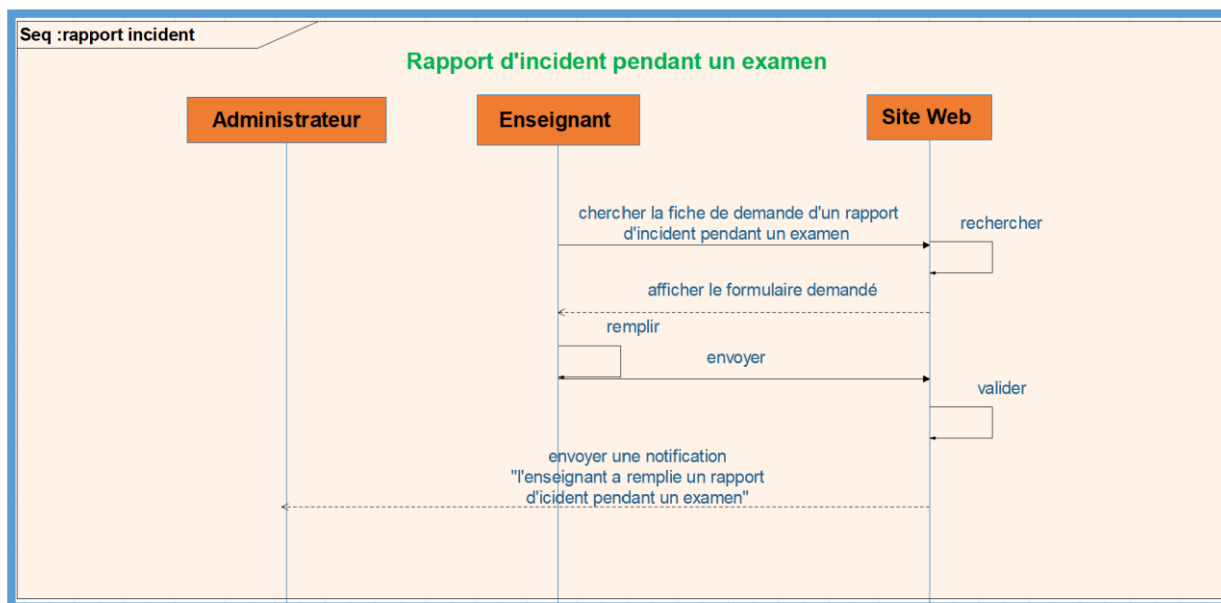 Seq :rapport incident
Rapport d'incident pendant un examen
Administrateur
Enseignant
Site Web
chercher la fiche de demande d'un rapport
d'incident pendant un examen
rechercher
afficher le formulaire demandé
remplir
envoyer
valider
envoyer une notification
"l'enseignant a remplie un rapport
d'icident pendant un examen"